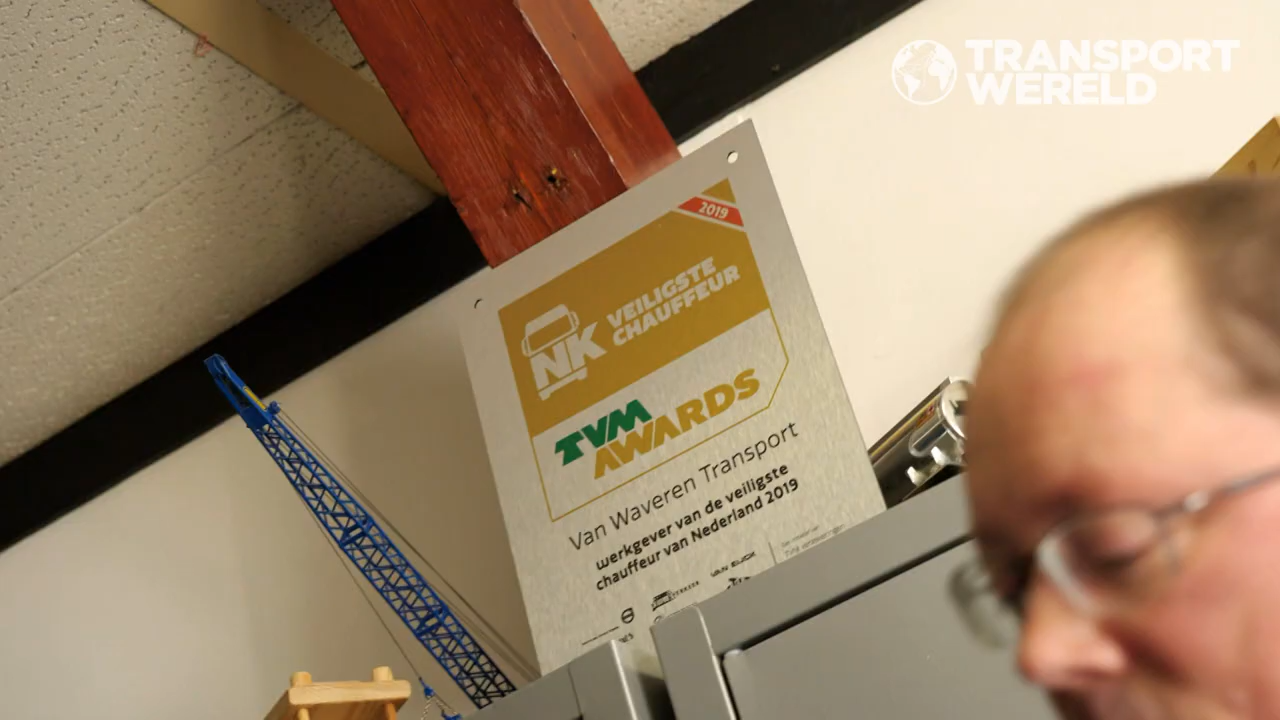 TRANSPORT
WERELD
2019
NK VEILIGSTE
CHAUFFEUR
TVM
AWARDS
Van Waveren Transport
werkgever van de veiligste
chauffeur van Nederland 2019
VAN ECK